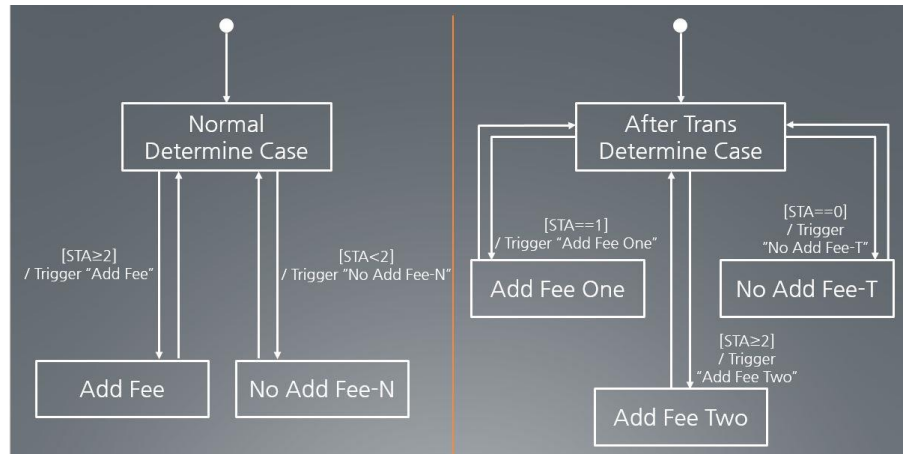 Normal
Determine Case
[STA≥2]
/ Trigger "Add Fee"
[STA<2]
/ Trigger "No Add Fee-N"
Add Fee
No Add Fee-N
After Trans
Determine Case
[STA==1]
/ Trigger "Add Fee One"
[STA==0]
/ Trigger
"No Add Fee-T"
Add Fee One
No Add Fee-T
[STA≥2]
/ Trigger
"Add Fee Two"
Add Fee Two